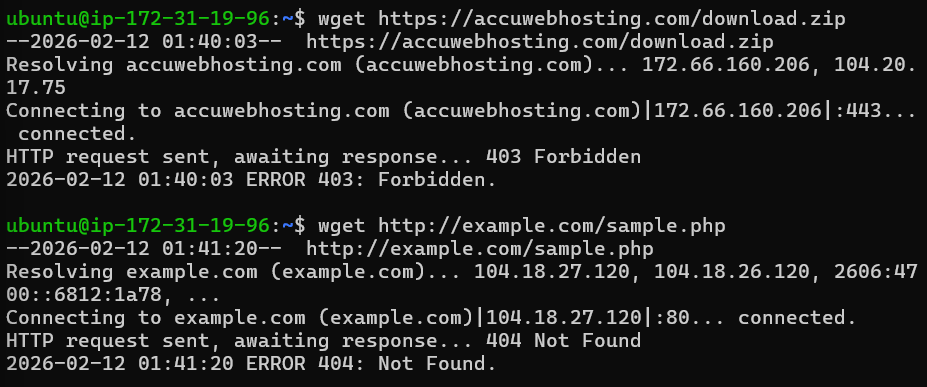 ubuntu@ip-172-31-19-96:~$ wget https://accuwebhosting.com/download.zip
--2026-02-12 01:40:03--  https://accuwebhosting.com/download.zip
Resolving accuwebhosting.com (accuwebhosting.com)... 172.66.160.206, 104.20.
17.75
Connecting to accuwebhosting.com (accuwebhosting.com)|172.66.160.206|:443...
 connected.
HTTP request sent, awaiting response... 403 Forbidden
2026-02-12 01:40:03 ERROR 403: Forbidden.

ubuntu@ip-172-31-19-96:~$ wget http://example.com/sample.php
--2026-02-12 01:41:20--  http://example.com/sample.php
Resolving example.com (example.com)... 104.18.27.120, 104.18.26.120, 2606:47
00::6812:1a78, ...
Connecting to example.com (example.com)|104.18.27.120|:80... connected.
HTTP request sent, awaiting response... 404 Not Found
2026-02-12 01:41:20 ERROR 404: Not Found.